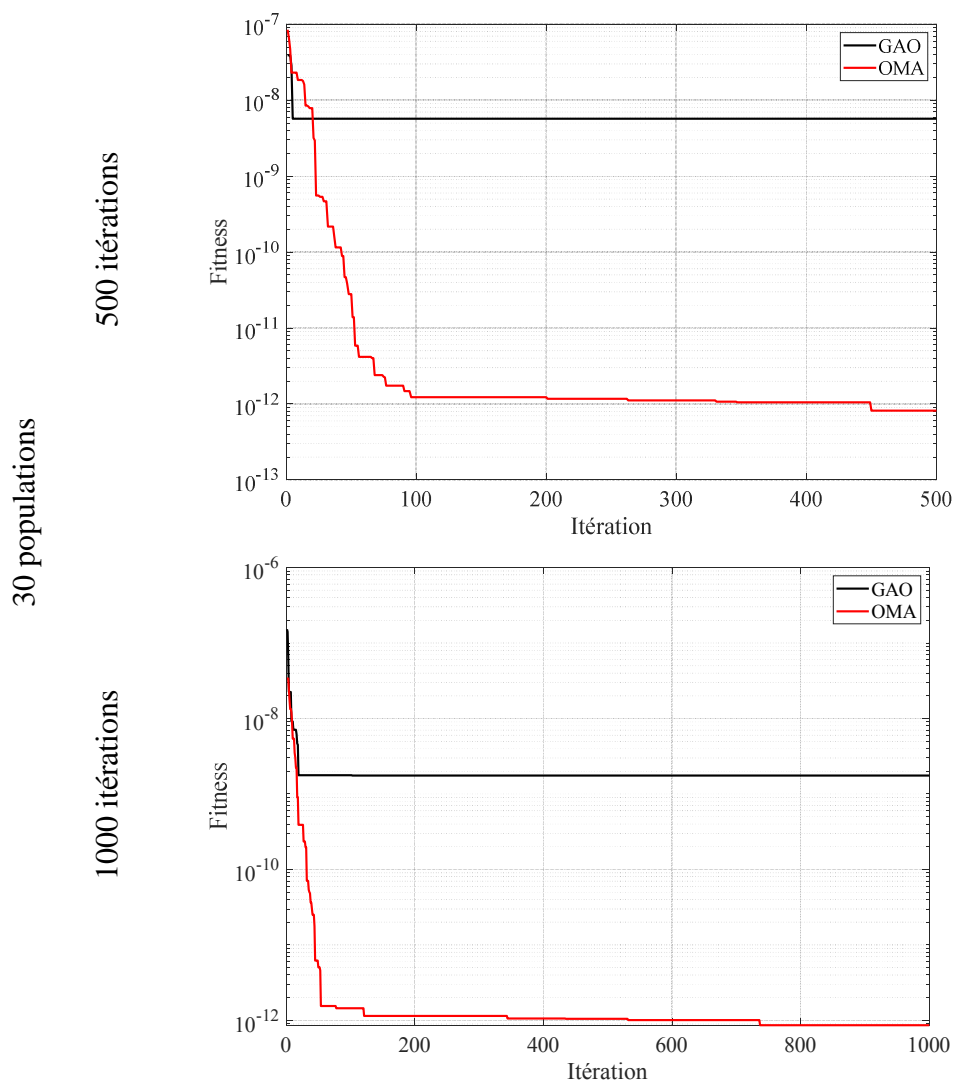 30 populations
500 itérations
Fitness
10-7
10-8
10-9
10-10
10-11
10-12
10-13
GAO
OMA
0 100 200 300 400 500
Itération
1000 itérations
Fitness
10-6
10-8
10-10
10-12
GAO
OMA
0 200 400 600 800 1000
Itération